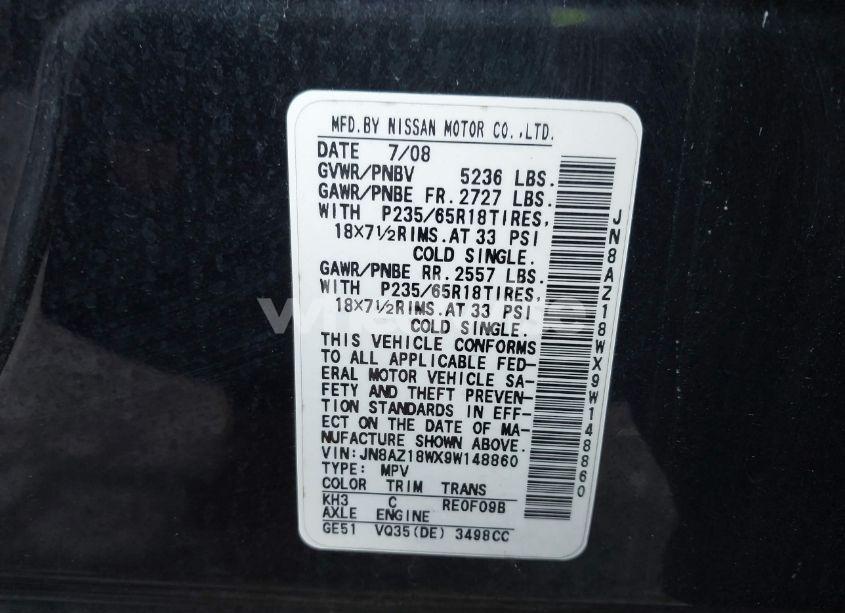 MFD.BY NISSAN MOTOR CO.,LTD.
DATE 7/08
GVWR/PNBV 5236 LBS.
GAWR/PNBE FR.2727 LBS.
WITH P235/65R18TIRES,
18X7½RIMS.AT 33 PSI
COLD SINGLE.
GAWR/PNBE RR.2557 LBS.
WITH P235/65R18TIRES,
18X7½RIMS.AT 33 PSI
COLD SINGLE.
THIS VEHICLE CONFORMS
TO ALL APPLICABLE FED-
ERAL MOTOR VEHICLE SA-
FETY AND THEFT PREVEN-
TION STANDARDS IN EFF-
ECT ON THE DATE OF MA-
NUFACTURE SHOWN ABOVE.
VIN:JN8AZ18WX9W148860
TYPE: MPV
COLOR TRIM TRANS
KH3 C RE0F09B
AXLE ENGINE
GE51 VQ35(DE) 3498CC
JN8AZ18WX9W148860